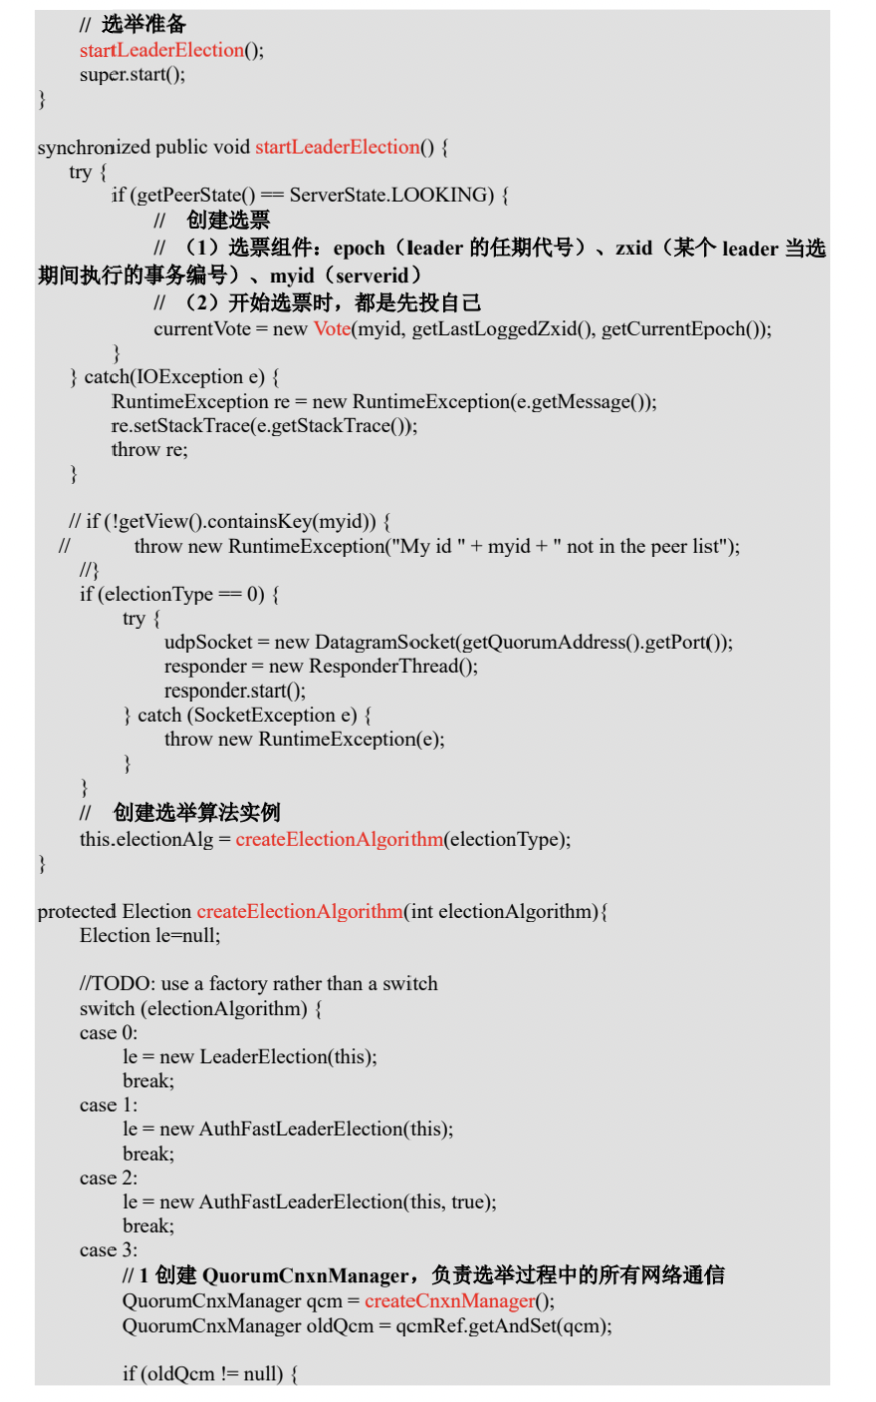 // 选举准备
startLeaderElection();
super.start();
}
synchronized public void startLeaderElection() {
try {
if (getPeerState() == ServerState.LOOKING) {
// 创建选票
// （1）选票组件：epoch（leader 的任期代号）、zxid（某个 leader 当选
期间执行的事务编号）、myid（serverid）
// （2）开始选票时，都是先投自己
currentVote = new Vote(myid, getLastLoggedZxid(), getCurrentEpoch());
}
} catch(IOException e) {
RuntimeException re = new RuntimeException(e.getMessage());
re.setStackTrace(e.getStackTrace());
throw re;
}
// if (!getView().containsKey(myid)) {
// throw new RuntimeException("My id " + myid + " not in the peer list");
//}
if (electionType == 0) {
try {
udpSocket = new DatagramSocket(getQuorumAddress().getPort());
responder = new ResponderThread();
responder.start();
} catch (SocketException e) {
throw new RuntimeException(e);
}
}
// 创建选举算法实例
this.electionAlg = createElectionAlgorithm(electionType);
}
protected Election createElectionAlgorithm(int electionAlgorithm){
Election le=null;
//TODO: use a factory rather than a switch
switch (electionAlgorithm) {
case 0:
le = new LeaderElection(this);
break;
case 1:
le = new AuthFastLeaderElection(this);
break;
case 2:
le = new AuthFastLeaderElection(this, true);
break;
case 3:
// 1 创建 QuorumCnxnManager，负责选举过程中的所有网络通信
QuorumCnxManager qcm = createCnxnManager();
QuorumCnxManager oldQcm = qcmRef.getAndSet(qcm);
if (oldQcm != null) {